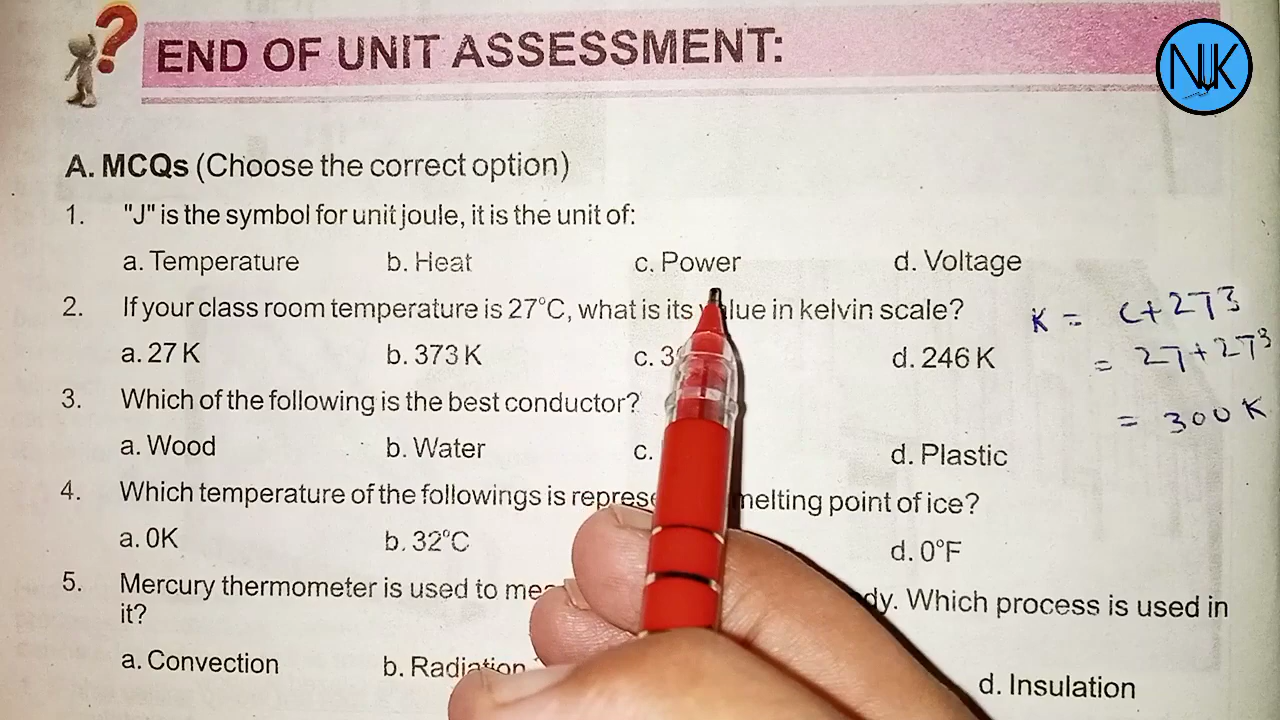 ?
END OF UNIT ASSESSMENT:
NJK
A. MCQs (Choose the correct option)
1. "J" is the symbol for unit joule, it is the unit of:
a. Temperature b. Heat c. Power d. Voltage
2. If your class room temperature is 27°C, what is its value in kelvin scale?
K = C+273
a. 27 K b. 373 K c. 3 d. 246 K
= 27+273
3. Which of the following is the best conductor?
= 300 K
a. Wood b. Water c. d. Plastic
4. Which temperature of the followings is melting point of ice?
a. 0K b. 32°C d. 0°F
5. Mercury thermometer is used to Which process is used in
it?
a. Convection b. Radiation d. Insulation